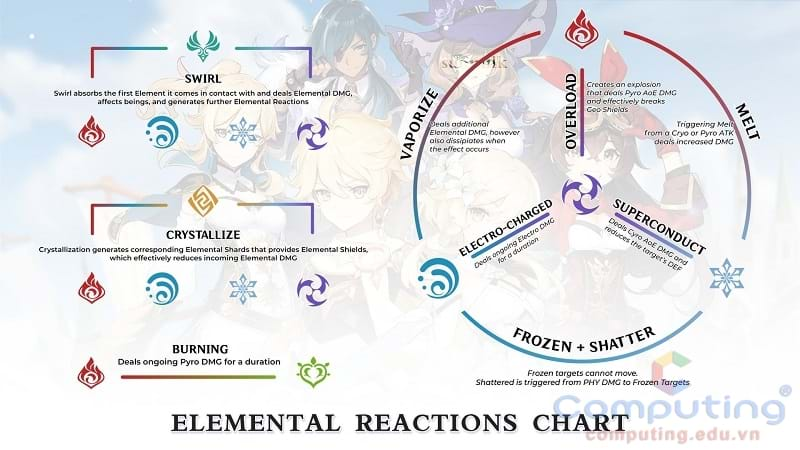 SWIRL
Swirl absorbs the first Element it comes in contact with and deals Elemental DMG,
affects beings, and generates further Elemental Reactions
CRYSTALLIZE
Crystallization generates corresponding Elemental Shards that provides Elemental Shields,
which effectively reduces incoming Elemental DMG
BURNING
Deals ongoing Pyro DMG for a duration
VAPORIZE
Deals additional
Elemental DMG, however
also dissipates when
the effect occurs
OVERLOAD
Creates an explosion
that deals Pyro AoE DMG
and effectively breaks
Geo Shields
MELT
Triggering Melt
from a Cryo or Pyro ATK
deals increased DMG
ELECTRO-CHARGED
Deals ongoing Electro DMG
for a duration
SUPERCONDUCT
Deals Cyro AoE DMG and
reduces the target's DEF
FROZEN + SHATTER
Frozen targets cannot move.
Shattered is triggered from PHY DMG to Frozen Targets
ELEMENTAL REACTIONS CHART
Computing®
computing.edu.vn